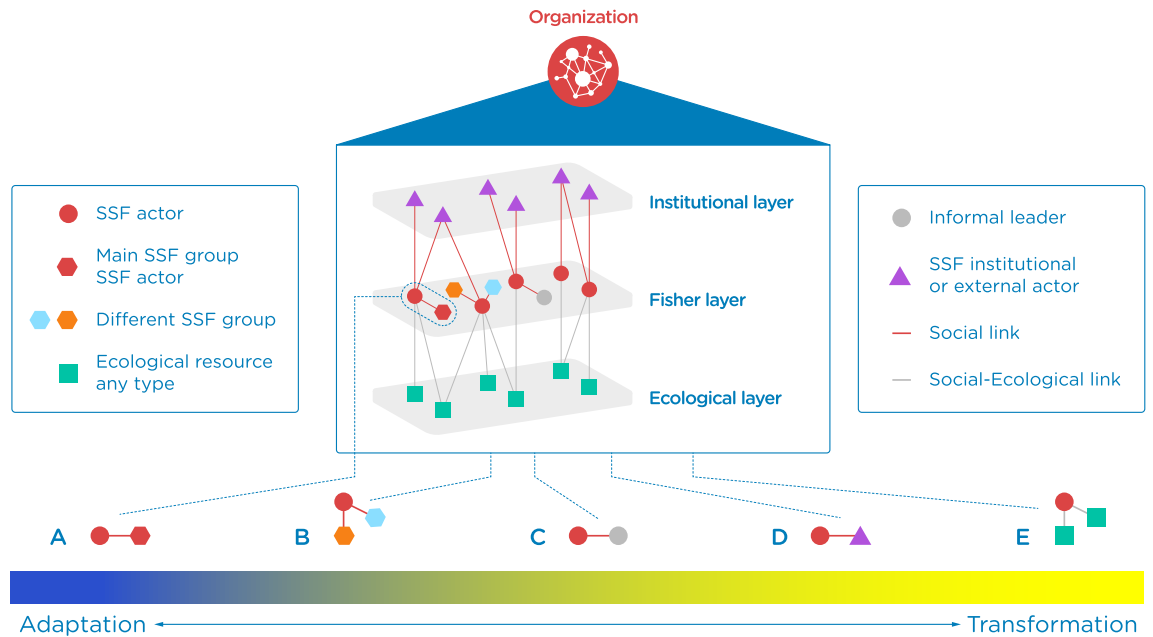 Organization
SSF actor
Main SSF group
SSF actor
Different SSF group
Ecological resource
any type
Institutional layer
Fisher layer
Ecological layer
Informal leader
SSF institutional
or external actor
Social link
Social-Ecological link
A
B
C
D
E
Adaptation
Transformation